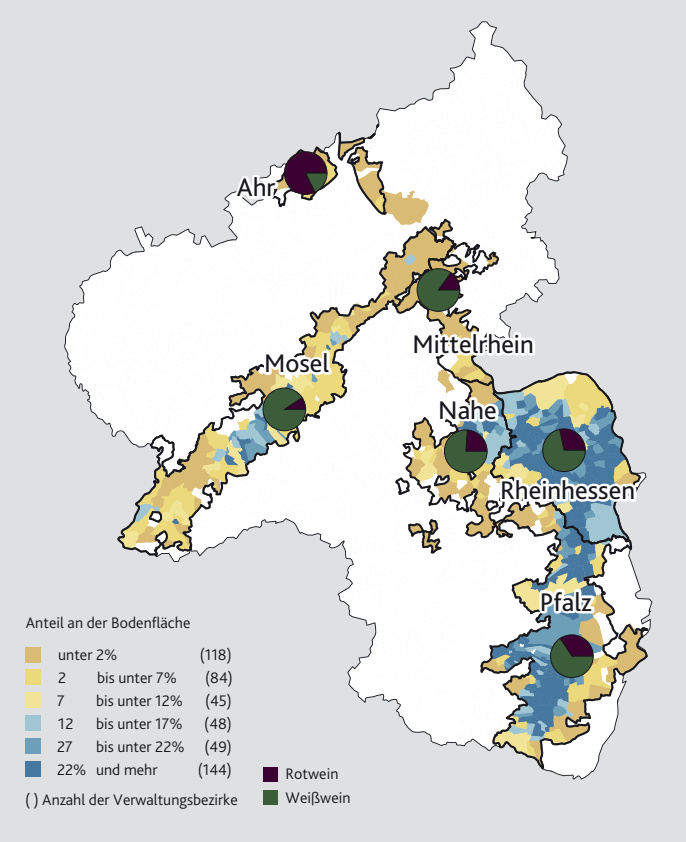 Ahr
Mittelrhein
Mosel
Nahe
Rheinhessen
Pfalz
Anteil an der Bodenfläche
unter 2% (118)
2 bis unter 7% (84)
7 bis unter 12% (45)
12 bis unter 17% (48)
27 bis unter 22% (49)
22% und mehr (144)
( ) Anzahl der Verwaltungsbezirke
Rotwein
Weißwein